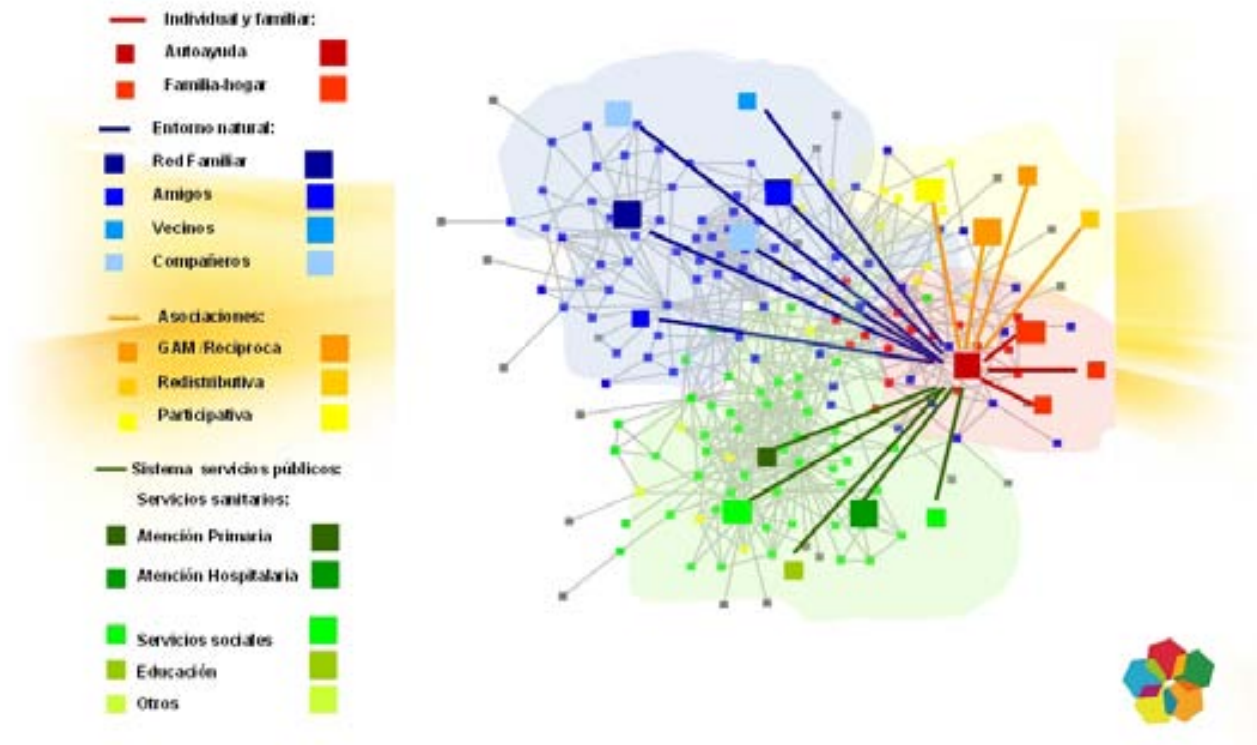 Individual y familiar:
Autoayuda
Familia-hogar
Entorno natural:
Red Familiar
Amigos
Vecinos
Compañeros
Asociaciones:
GAM /Reciproca
Redistributiva
Participativa
Sistema servicios públicos:
Servicios sanitarios:
Atención Primaria
Atención Hospitalaria
Servicios sociales
Educación
Otros